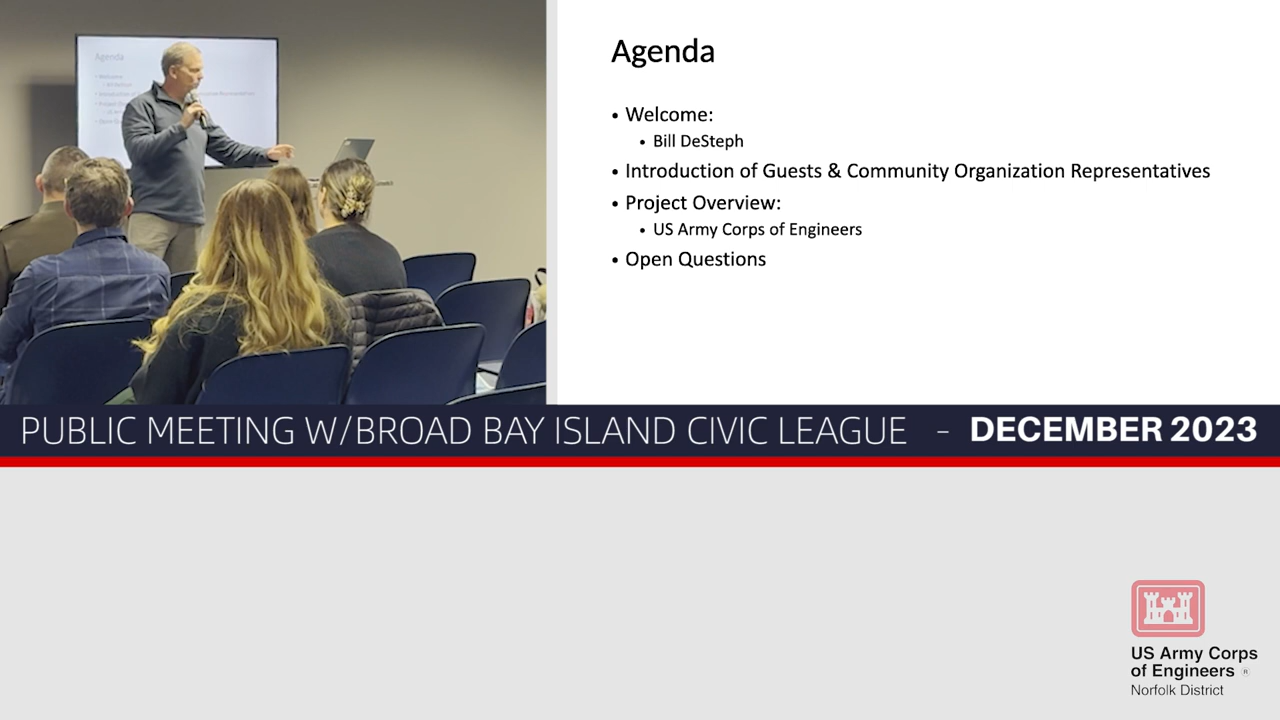 Agenda
• Welcome:
• Bill DeSteph
• Introduction of Guests & Community Organization Representatives
• Project Overview:
• US Army Corps of Engineers
• Open Questions
Agenda
PUBLIC MEETING W/BROAD BAY ISLAND CIVIC LEAGUE - DECEMBER 2023
US Army Corps
of Engineers ®
Norfolk District